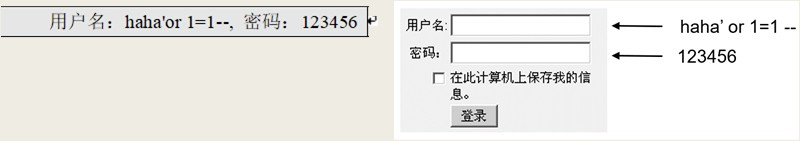 用户名：haha'or 1=1--, 密码：123456
用户名: haha’ or 1=1 --
密码： 123456
在此计算机上保存我的信
息。
登录